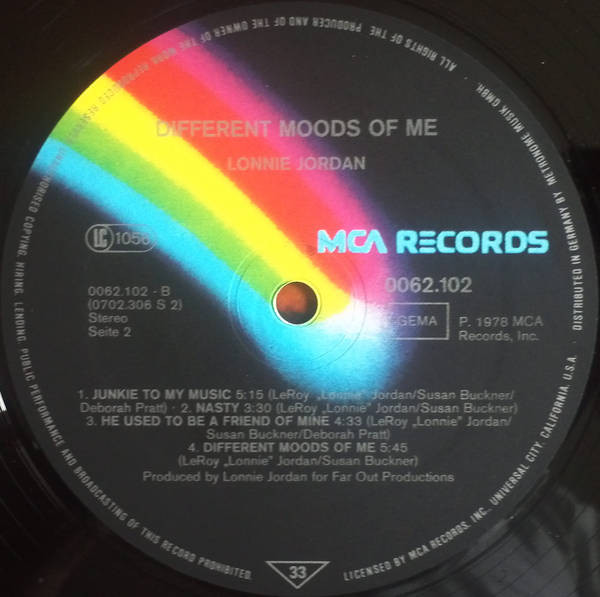 DIFFERENT MOODS OF ME
LONNIE JORDAN
MCA RECORDS
LC 1056
0062.102 - B
(0702.306 S 2)
Stereo
Seite 2
0062.102
GEMA
P. 1978 MCA
Records, Inc.
1. JUNKIE TO MY MUSIC 5:15 (LeRoy „Lonnie" Jordan/Susan Buckner/
Deborah Pratt) · 2. NASTY 3:30 (LeRoy „Lonnie" Jordan/Susan Buckner)
3. HE USED TO BE A FRIEND OF MINE 4:33 (LeRoy „Lonnie" Jordan/
Susan Buckner/Deborah Pratt)
4. DIFFERENT MOODS OF ME 5:45
(LeRoy „Lonnie" Jordan/Susan Buckner)
Produced by Lonnie Jordan for Far Out Productions
33
ALL RIGHTS OF THE PRODUCER AND OF THE OWNER OF THE WORK REPRODUCED RESERVED. UNAUTHORISED COPYING, HIRING, LENDING, PUBLIC PERFORMANCE AND BROADCASTING OF THIS RECORD PROHIBITED.
LICENSED BY MCA RECORDS, INC. UNIVERSAL CITY, CALIFORNIA, U.S.A. · DISTRIBUTED IN GERMANY BY METRONOME MUSIK GMBH.